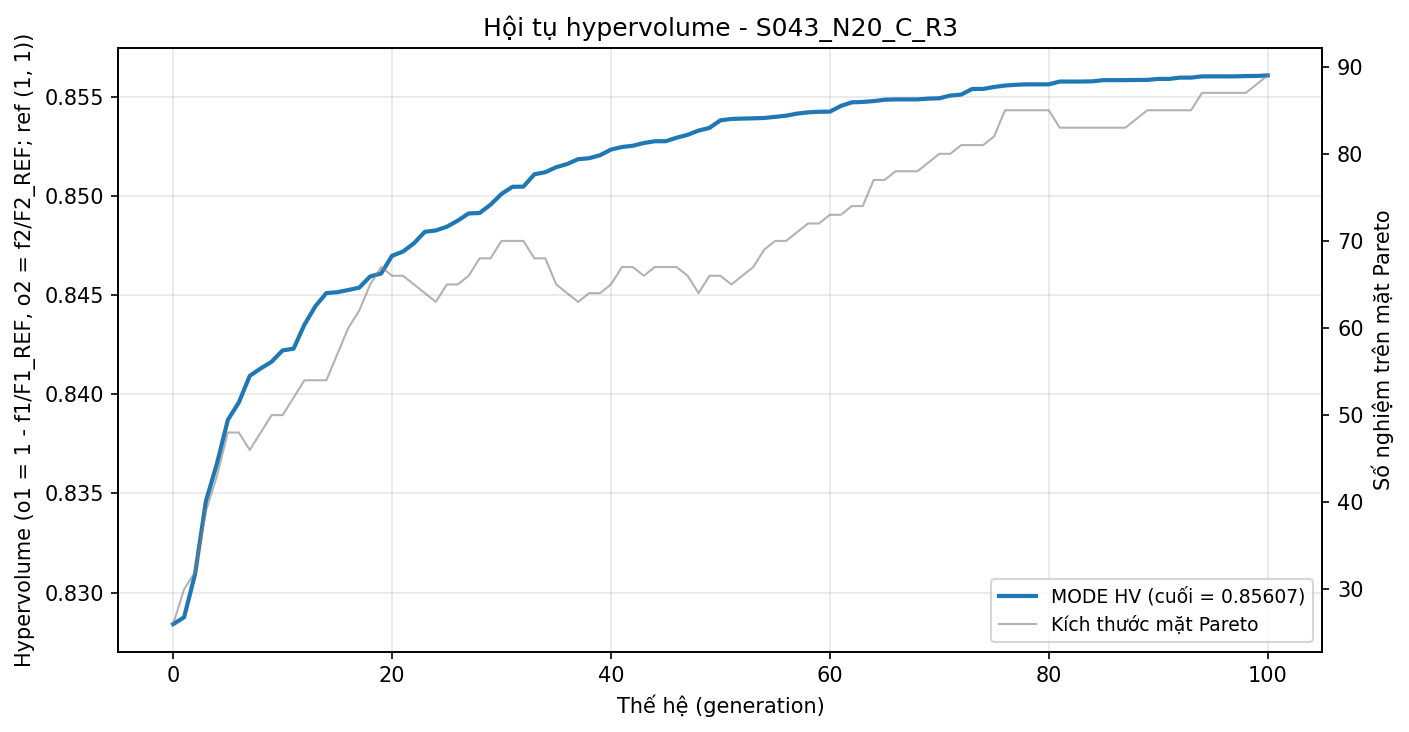 Hội tụ hypervolume - S043_N20_C_R3
Hypervolume (o1 = 1 - f1/F1_REF, o2 = f2/F2_REF; ref (1, 1))
0.855
0.850
0.845
0.840
0.835
0.830
90
80
70
60
50
40
30
Số nghiệm trên mặt Pareto
MODE HV (cuối = 0.85607)
Kích thước mặt Pareto
0 20 40 60 80 100
Thế hệ (generation)